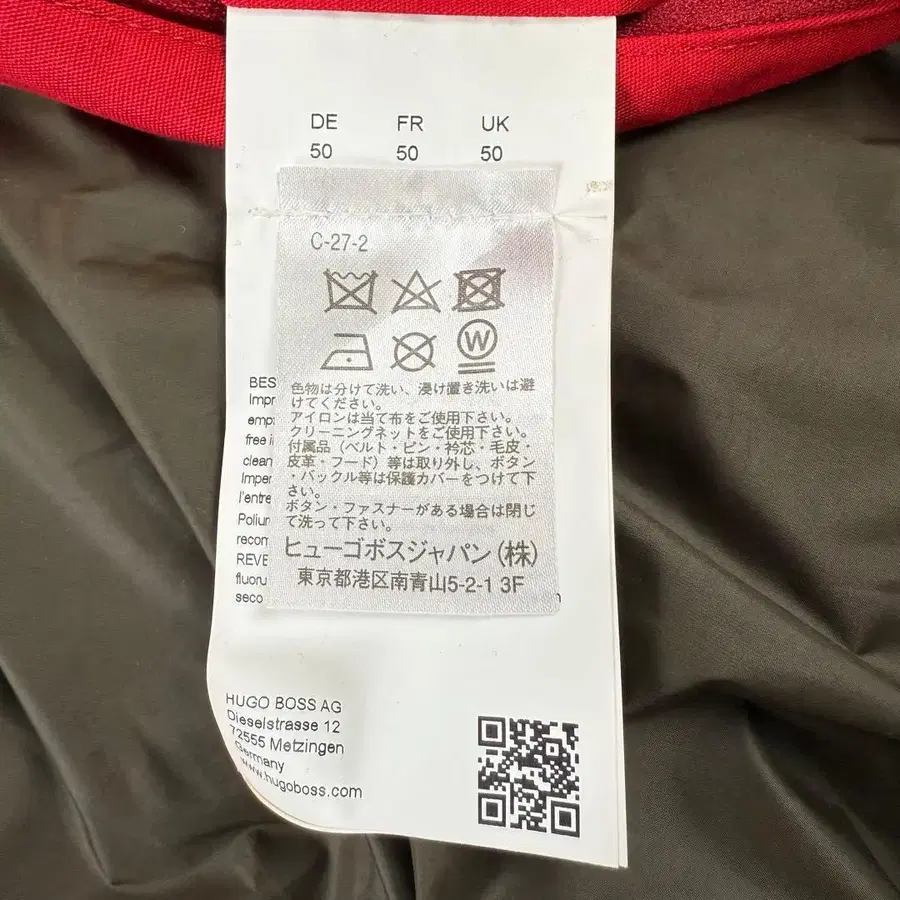 DE FR UK
50 50 50
C-27-2
W
色物は分けて洗い、浸け置き洗いは避
けてください。
アイロンは当て布をご使用下さい。
クリーニングネットをご使用下さい。
付属品（ベルト・ピン・衿芯・毛皮・
皮革・フード）等は取り外し、ボタン
・バックル等は保護カバーをつけて下
さい。
ボタン・ファスナーがある場合は閉じ
て洗って下さい。
ヒューゴボスジャパン(株)
東京都港区南青山5-2-1 3F
BES
Impr
emp
free i
clean
Imper
l'entre
Poliur
recom
REVE
fluoru
seco
HUGO BOSS AG
Dieselstrasse 12
72555 Metzingen
Germany
www.hugoboss.com